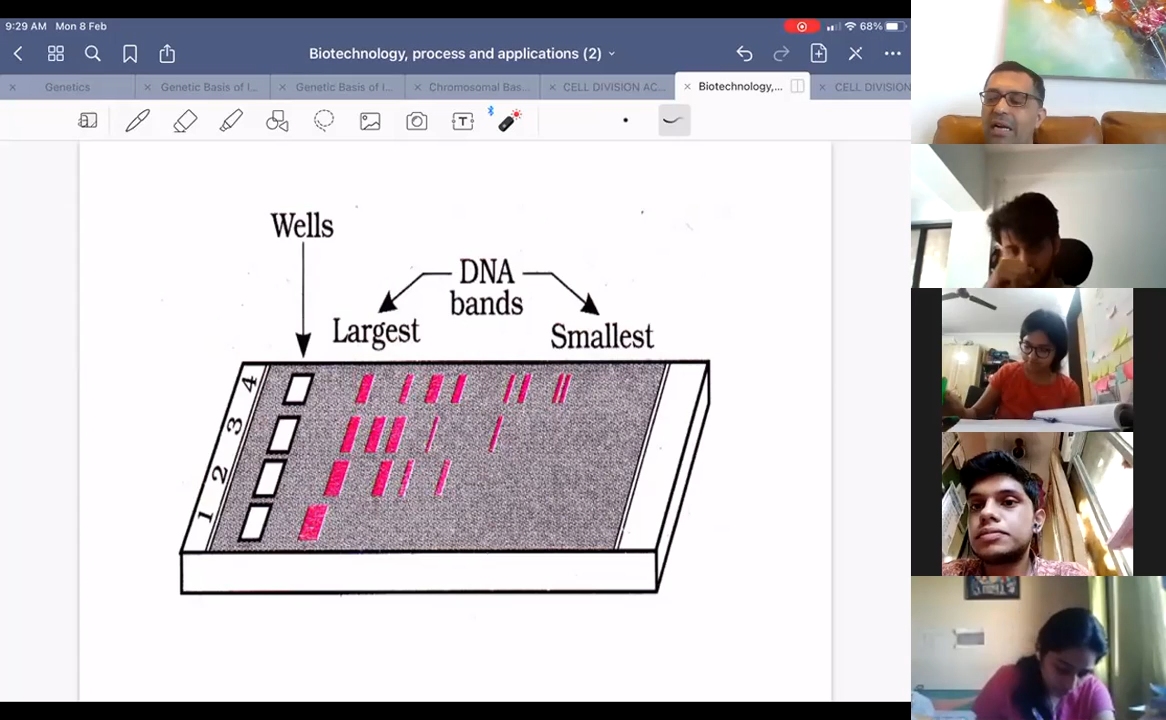 9:29 AM Mon 8 Feb
68%
Biotechnology, process and applications (2)
Genetics
Genetic Basis of I...
Genetic Basis of I...
Chromosomal Bas...
CELL DIVISION AC...
Biotechnology,...
CELL DIVISION
T
Wells
DNA
bands
Largest
Smallest
4
3
2
1